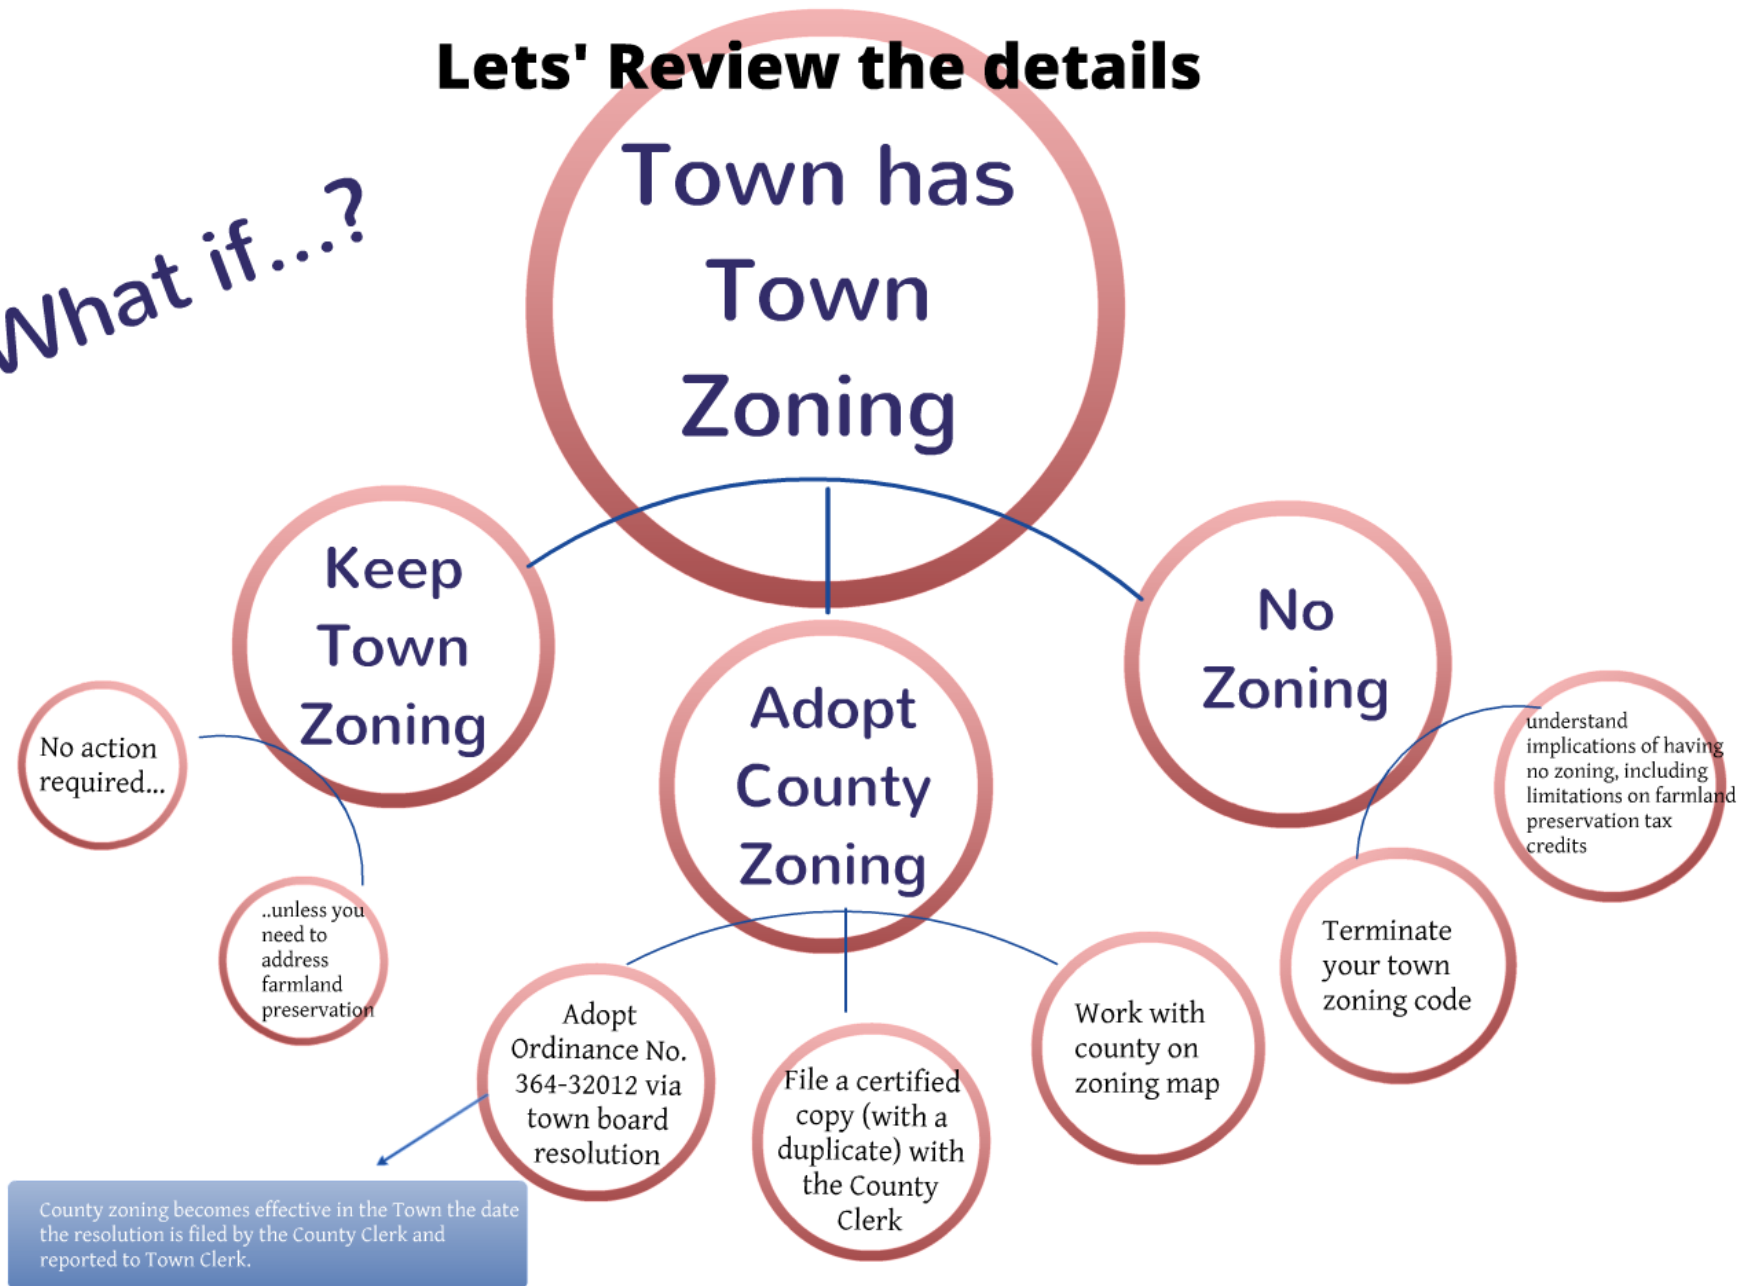 Lets' Review the details
What if...?
Town has
Town
Zoning
Keep
Town
Zoning
No action
required...
..unless you
need to
address
farmland
preservation
Adopt
County
Zoning
Adopt
Ordinance No.
364-32012 via
town board
resolution
County zoning becomes effective in the Town the date
the resolution is filed by the County Clerk and
reported to Town Clerk.
File a certified
copy (with a
duplicate) with
the County
Clerk
Work with
county on
zoning map
No
Zoning
Terminate
your town
zoning code
understand
implications of having
no zoning, including
limitations on farmland
preservation tax
credits